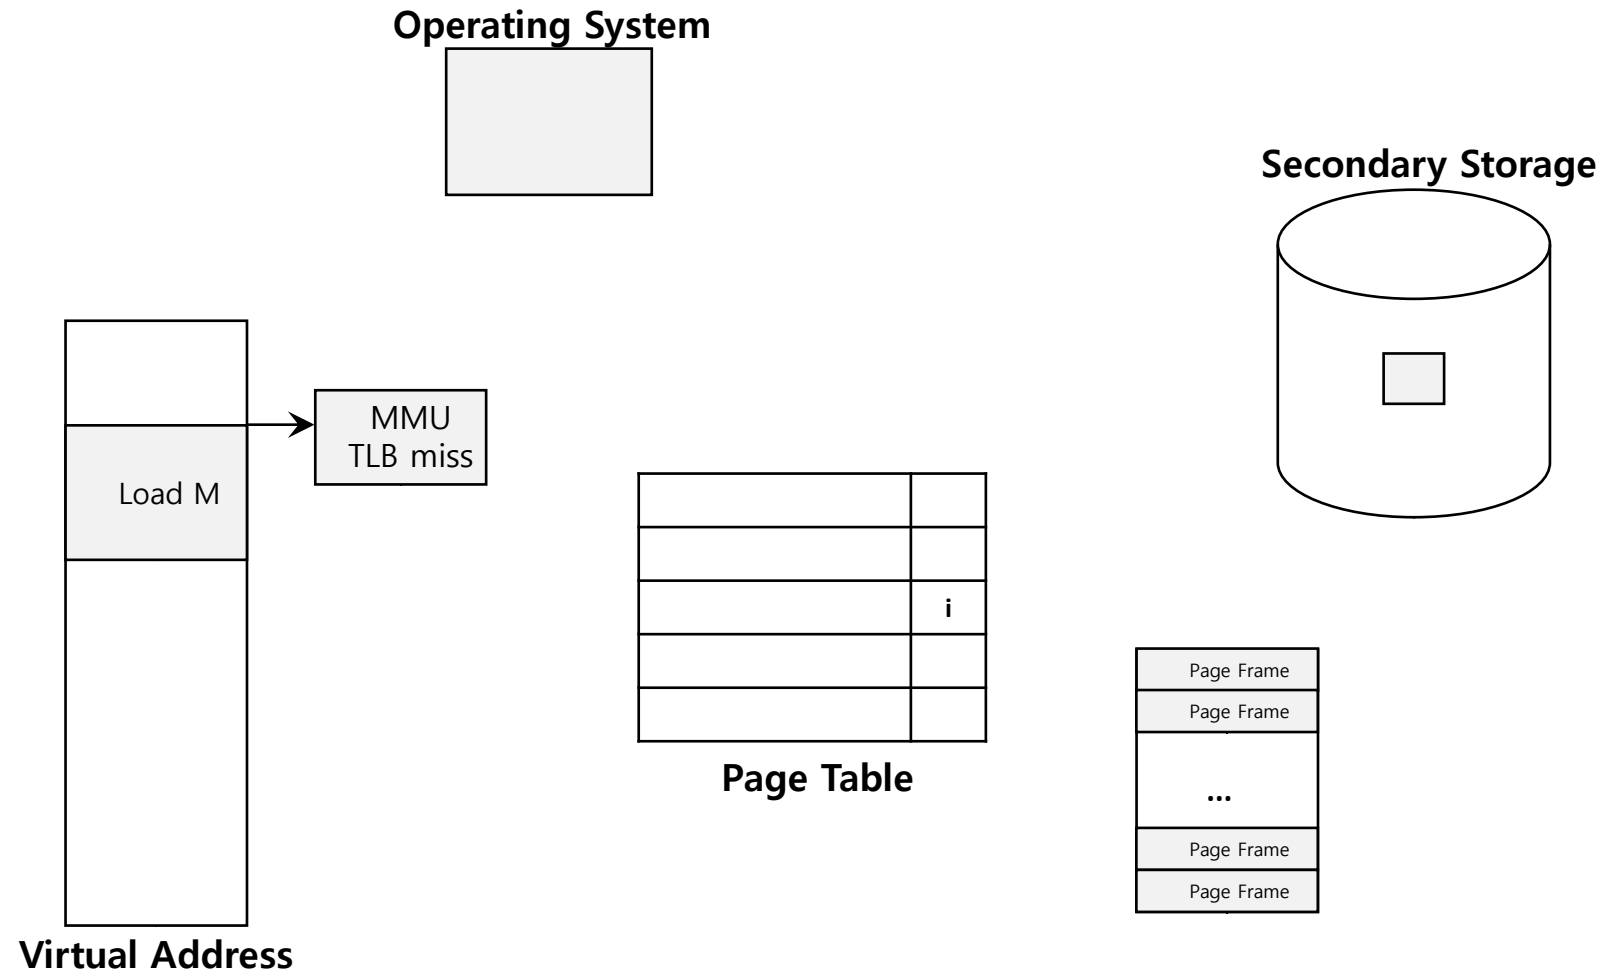 Operating System
Secondary Storage
MMU
TLB miss
Load M
i
Page Frame
Page Frame
Page Table
...
Page Frame
Page Frame
Virtual Address